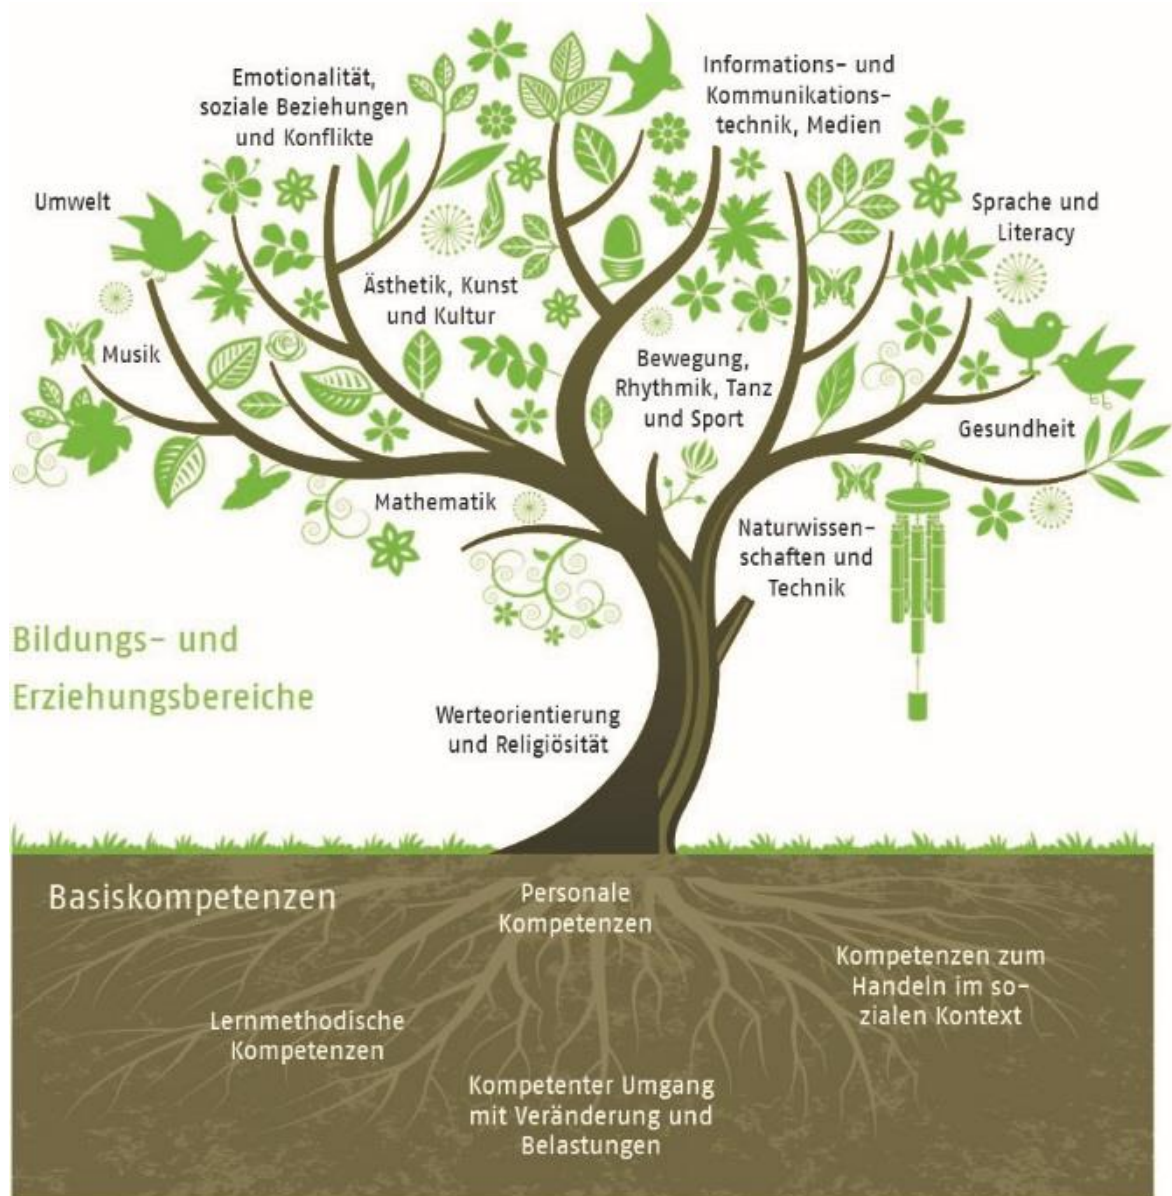 Emotionalität,
soziale Beziehungen
und Konflikte
Informations- und
Kommunikations-
technik, Medien
Umwelt
Sprache und
Literacy
Ästhetik, Kunst
und Kultur
Musik
Bewegung,
Rhythmik, Tanz
und Sport
Gesundheit
Mathematik
Naturwissen-
schaften und
Technik
Bildungs- und
Erziehungsbereiche
Werteorientierung
und Religiösität
Basiskompetenzen
Personale
Kompetenzen
Kompetenzen zum
Handeln im so-
zialen Kontext
Lernmethodische
Kompetenzen
Kompetenter Umgang
mit Veränderung und
Belastungen